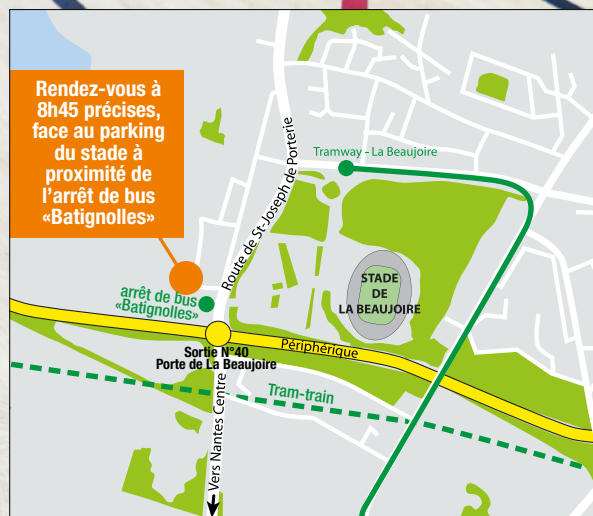 Rendez-vous à
8h45 précises,
face au parking
du stade à
proximité de
l'arrêt de bus
«Batignolles»
Tramway - La Beaujoire
Route de St-Joseph de Porterie
arrêt de bus
«Batignolles»
STADE
DE
LA BEAUJOIRE
Périphérique
Sortie N°40
Porte de La Beaujoire
Tram-train
Vers Nantes Centre